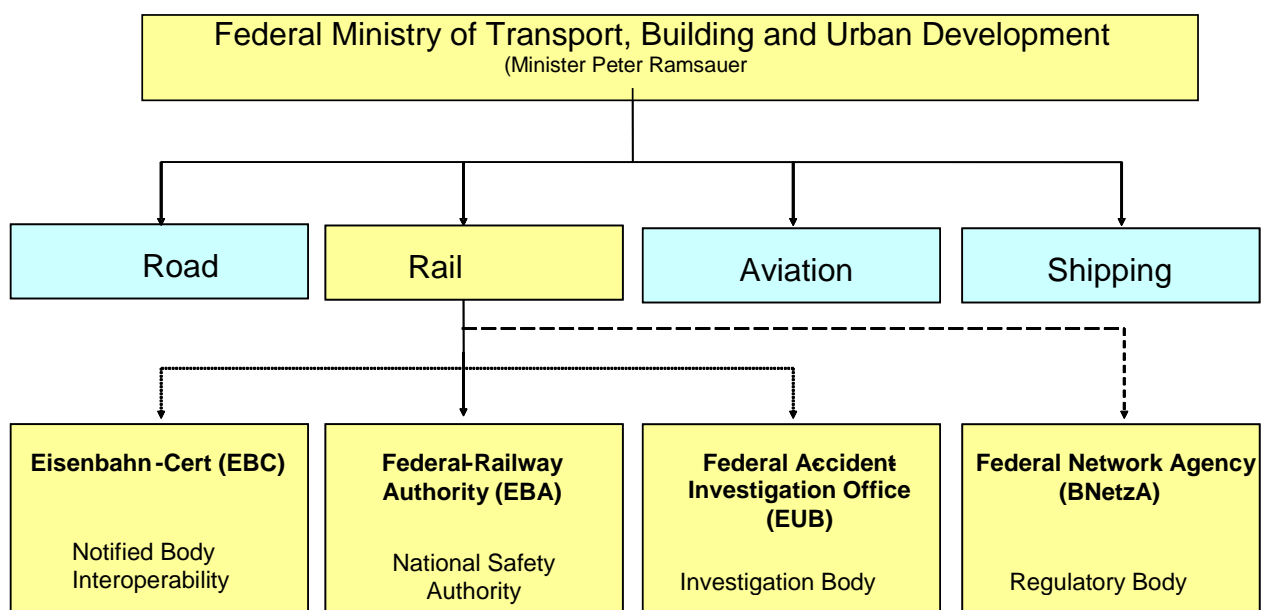 Federal Ministry of Transport, Building and Urban Development
(Minister Peter Ramsauer
Road
Rail
Aviation
Shipping
Eisenbahn -Cert (EBC)
Notified Body
Interoperability
Federal-Railway
Authority (EBA)
National Safety
Authority
Federal Accident
Investigation Office
(EUB)
Investigation Body
Federal Network Agency
(BNetzA)
Regulatory Body